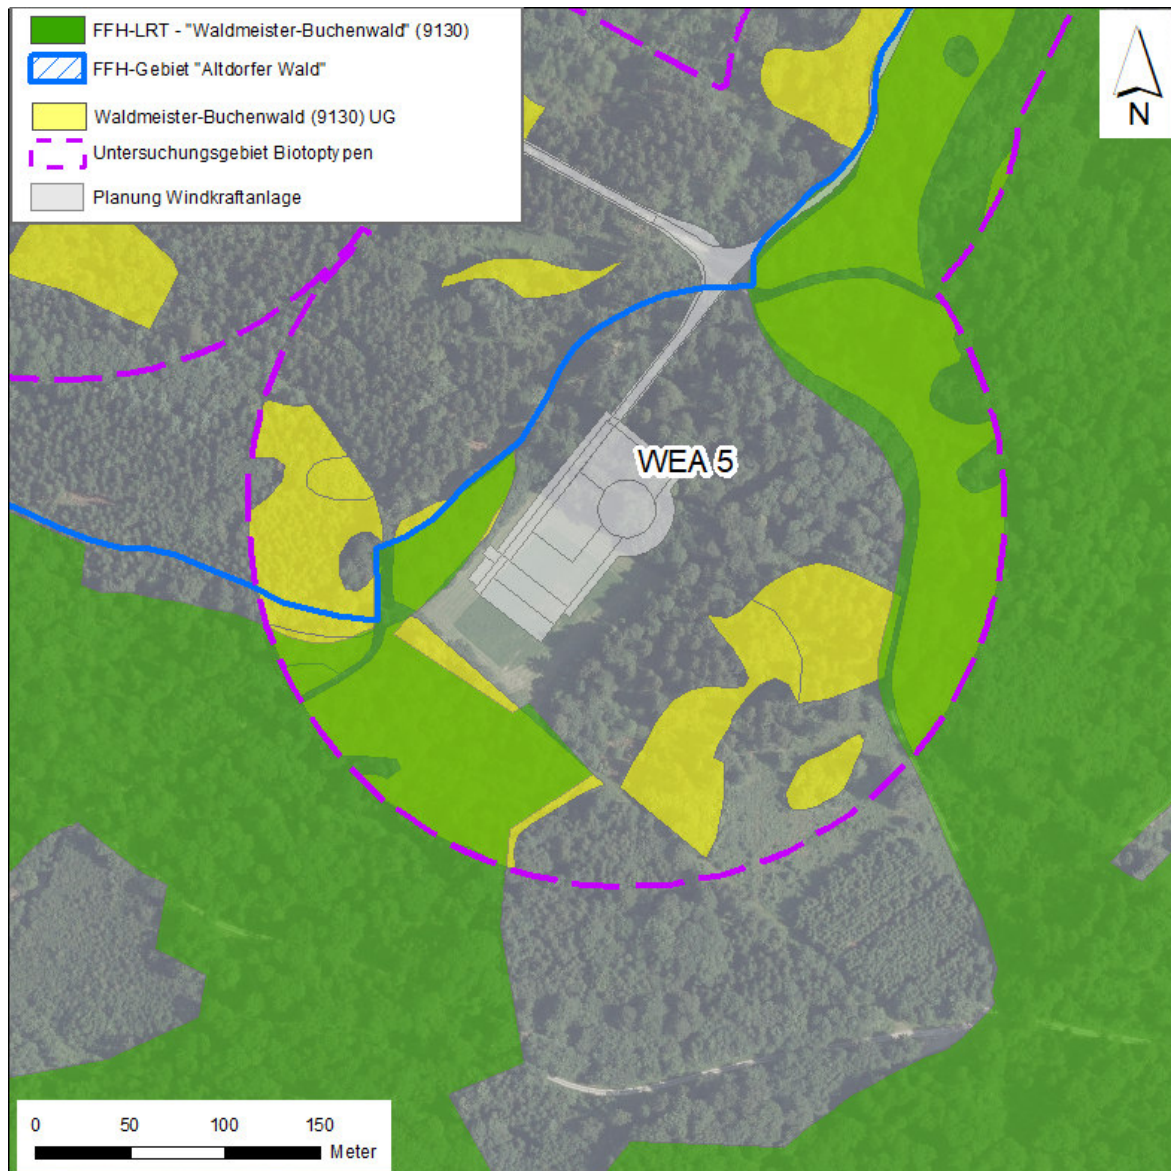 FFH-LRT - "Waldmeister-Buchenwald" (9130)
FFH-Gebiet "Altdorfer Wald"
Waldmeister-Buchenwald (9130) UG
Untersuchungsgebiet Biotoptypen
Planung Windkraftanlage
N
WEA 5
0 50 100 150
Meter